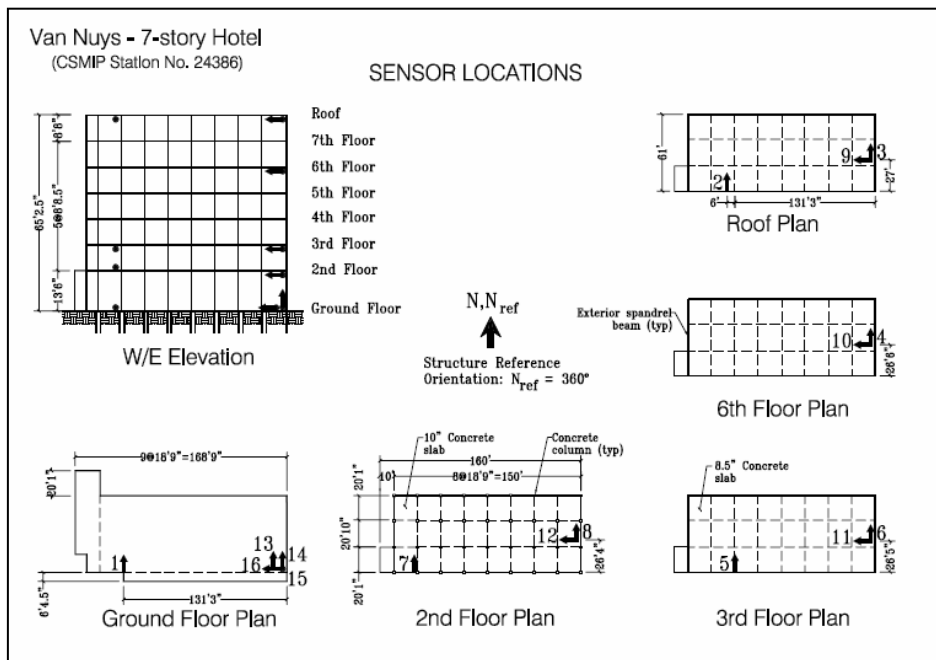 Van Nuys - 7-story Hotel
(CSMIP Station No. 24386)
SENSOR LOCATIONS
Roof
7th Floor
6th Floor
5th Floor
4th Floor
3rd Floor
2nd Floor
Ground Floor
65'2.5"
5@8'8.5"
13'6"
W/E Elevation
N,Nref
Structure Reference
Orientation: Nref = 360°
61'
9
3
2
27'
6'
131'3"
Roof Plan
Exterior spandrel
beam (typ)
10
4
26'6"
6th Floor Plan
9@18'9"=168'9"
20'1"
1
13
14
16
15
6'4.5"
131'3"
Ground Floor Plan
10" Concrete
slab
Concrete
column (typ)
160'
10'
8@18'9"=150'
20'1"
20'10"
20'1"
12
8
7
26'4"
2nd Floor Plan
8.5" Concrete
slab
11
6
5
26'5"
3rd Floor Plan